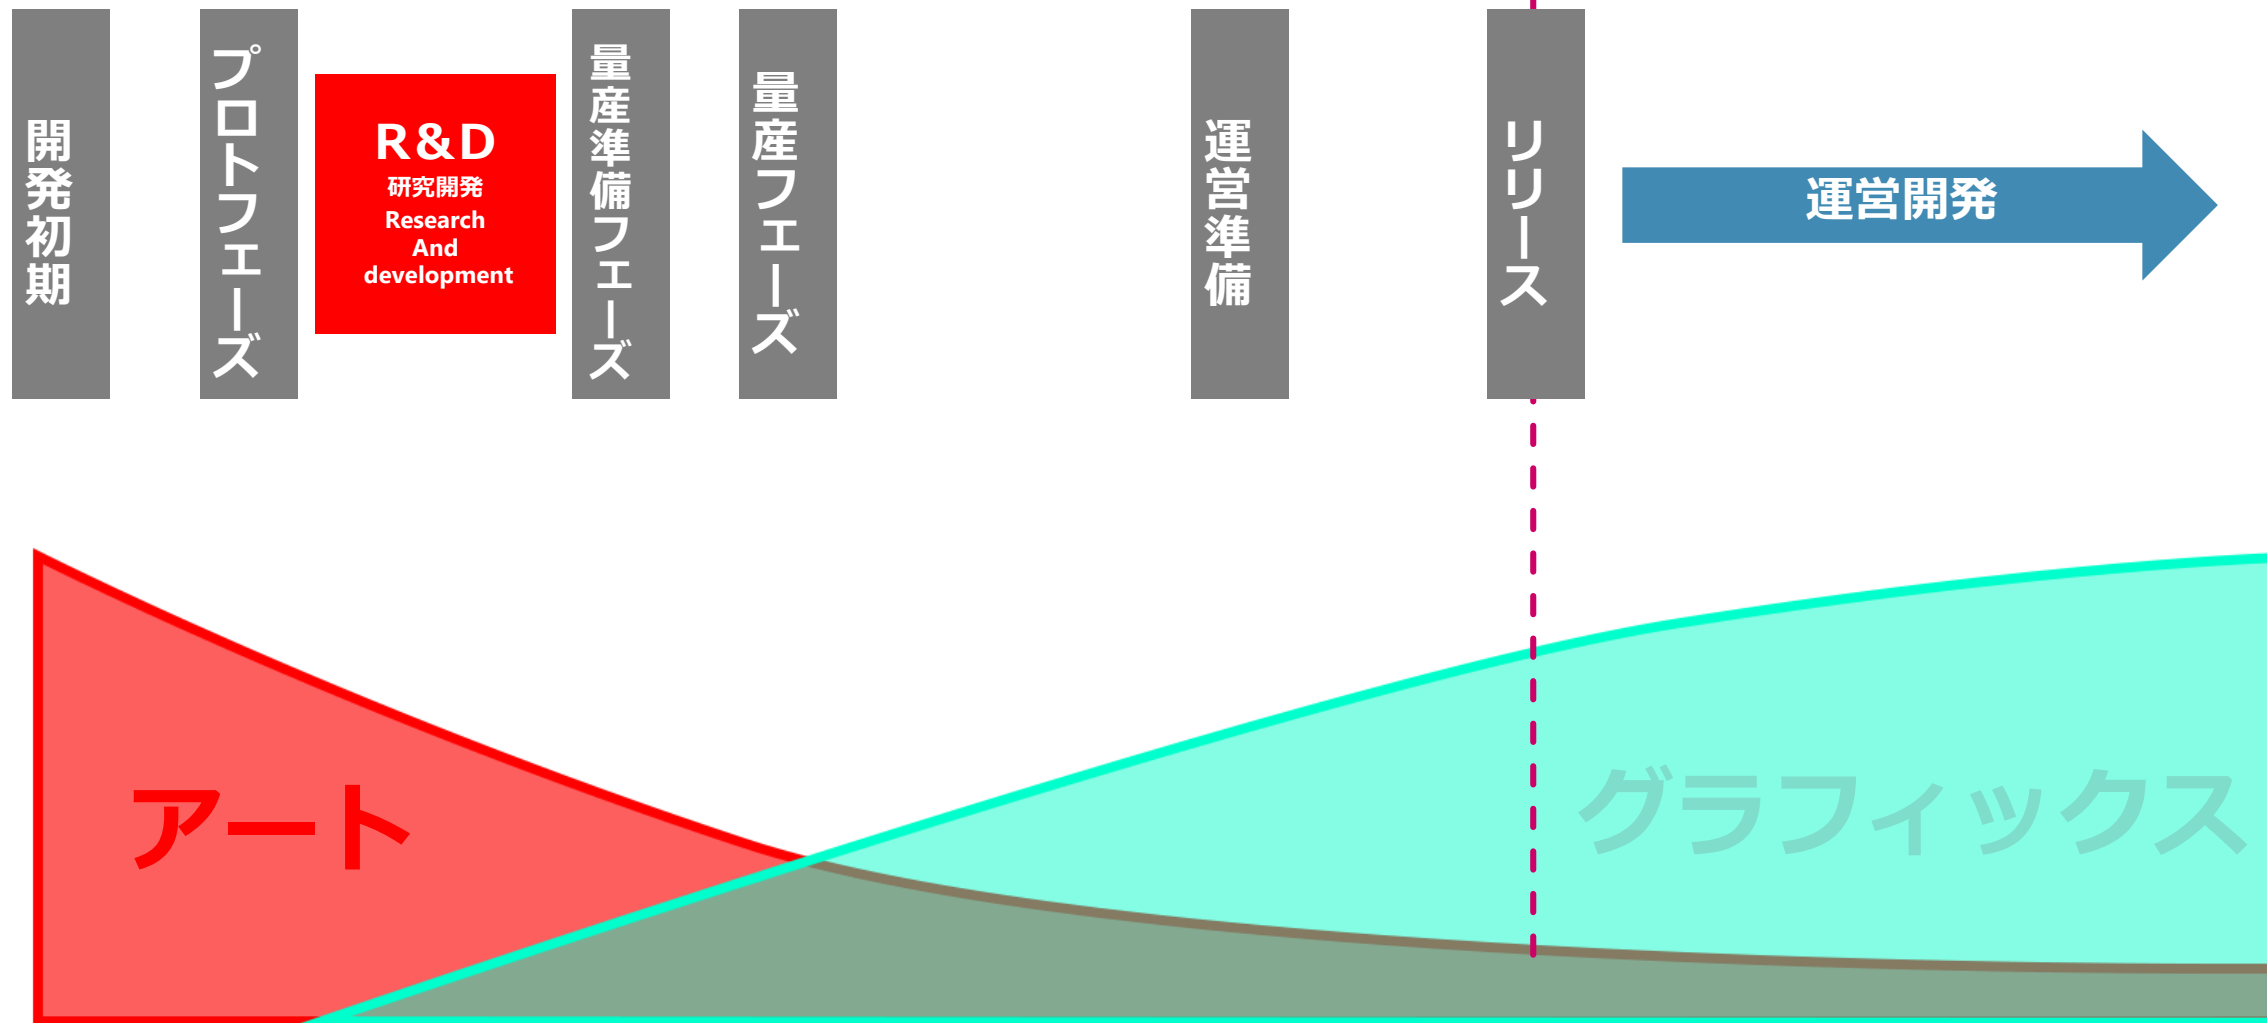 開発初期
プロトフェーズ
R&D
研究開発
Research
And
development
量産準備フェーズ
量産フェーズ
運営準備
リリース
運営開発
アート
グラフィックス